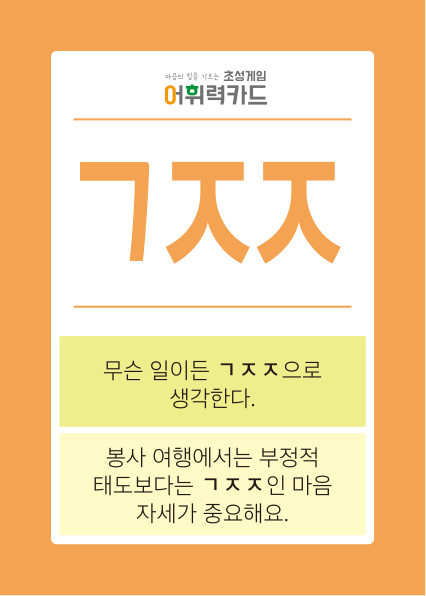 마음의 힘을 기르는 초성게임
어휘력카드
ㄱㅈㅈ
무슨 일이든 ㄱㅈㅈ으로
생각한다.
봉사 여행에서는 부정적
태도보다는 ㄱㅈㅈ인 마음
자세가 중요해요.